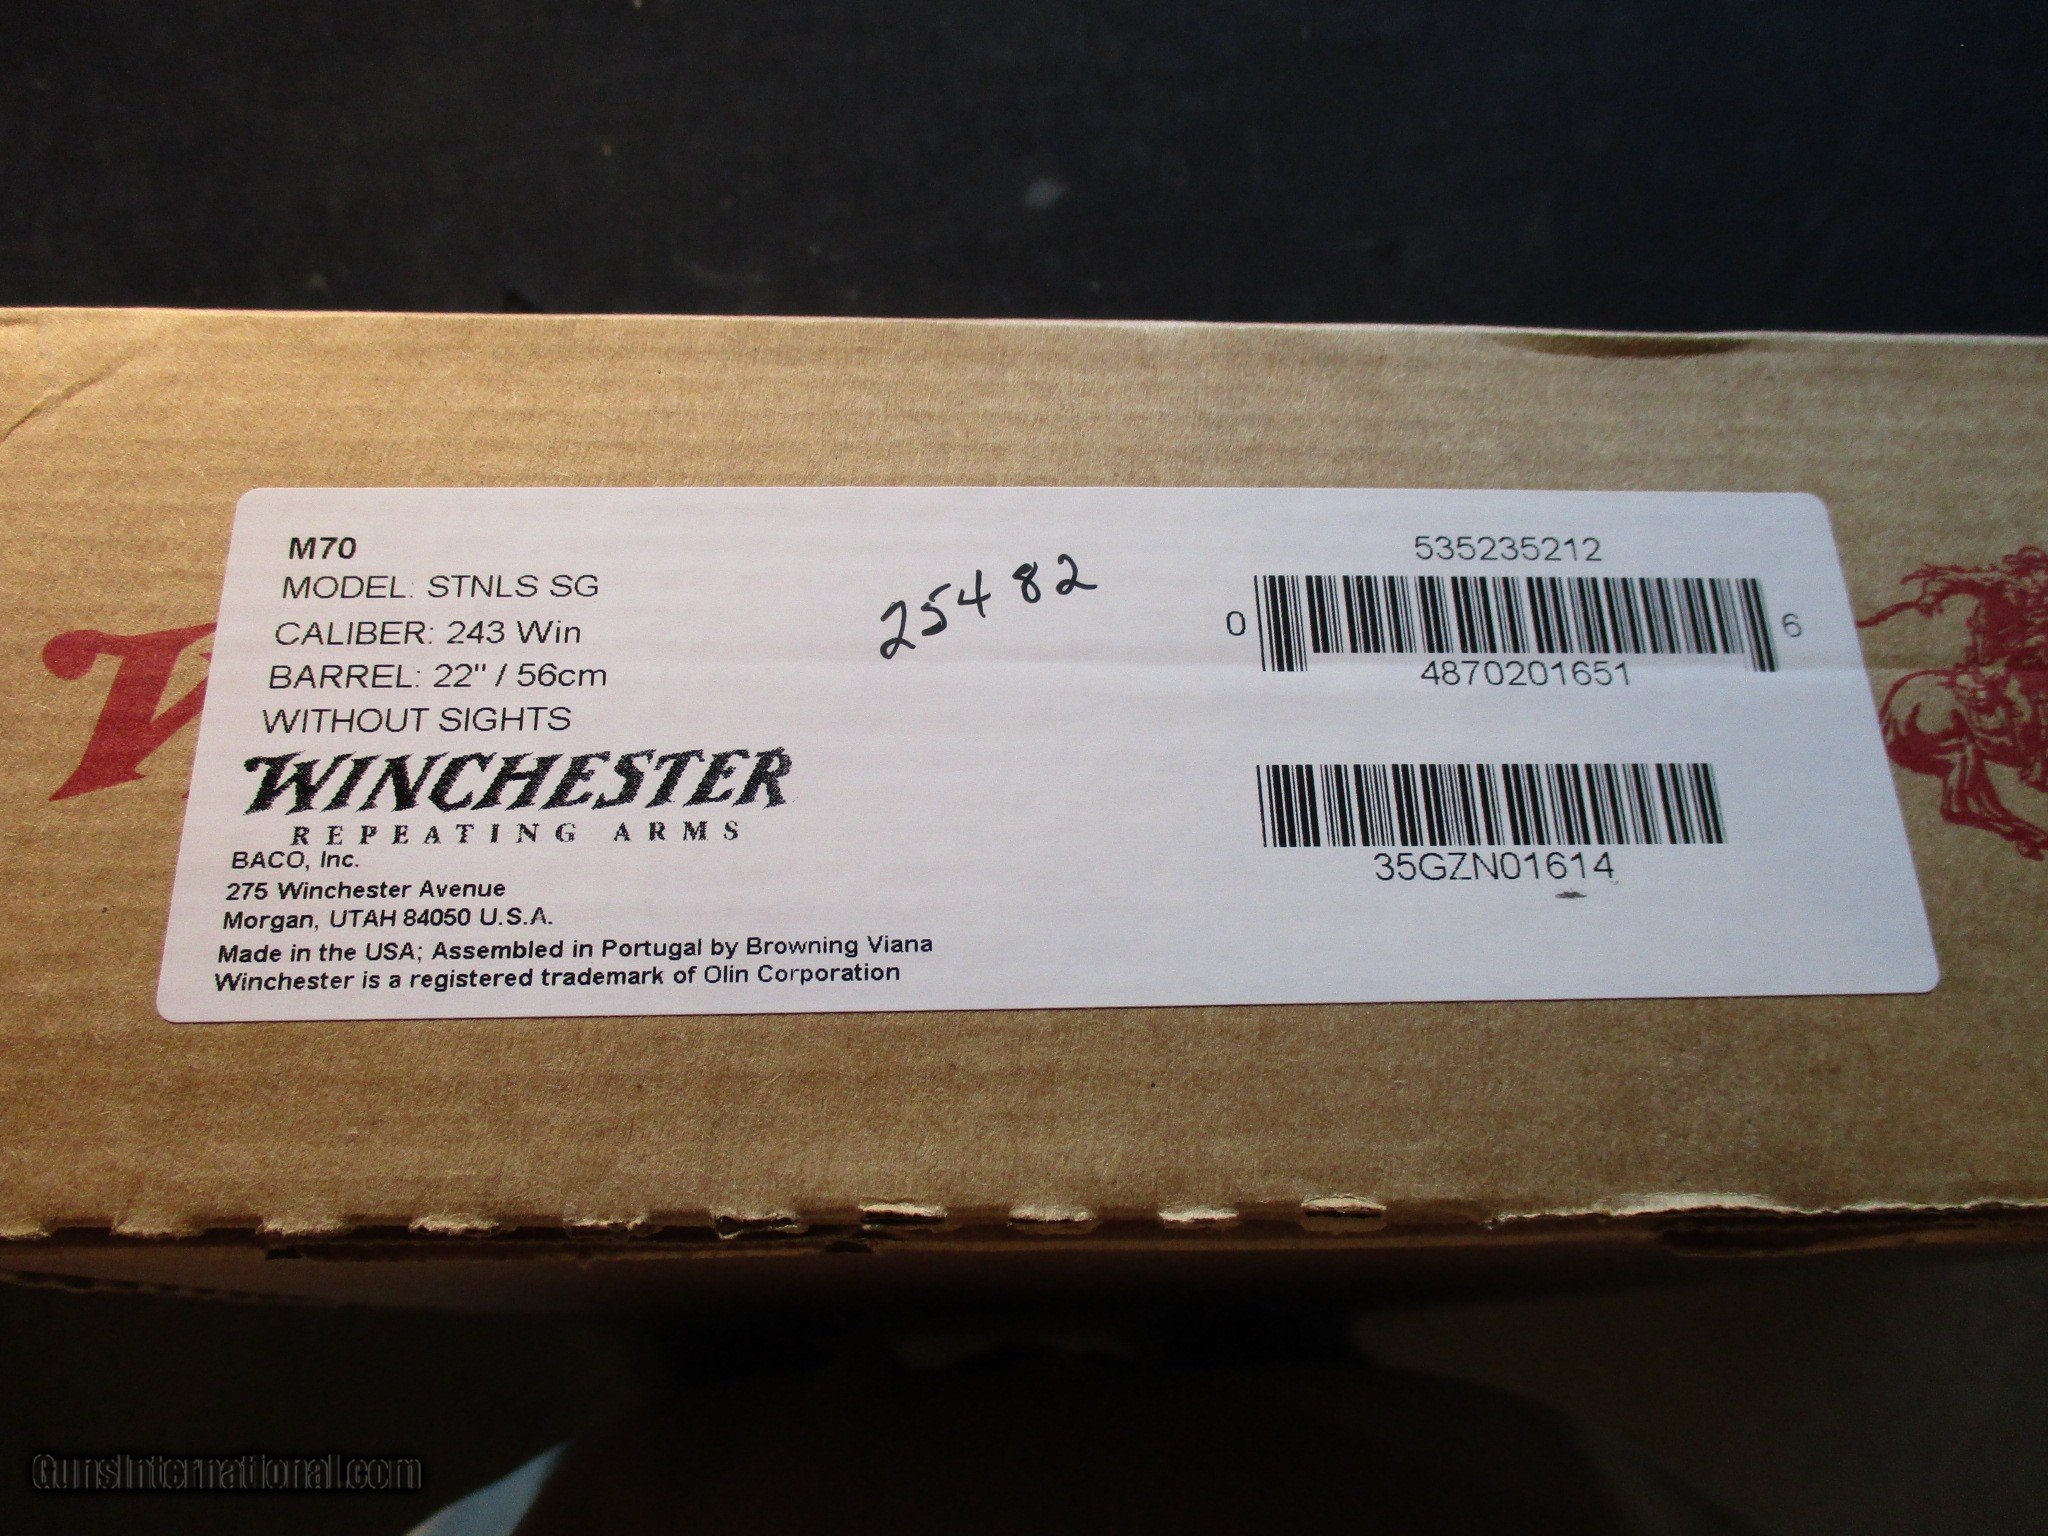 M70
MODEL: STNLS SG
CALIBER: 243 Win
BARREL: 22" / 56cm
WITHOUT SIGHTS
WINCHESTER
REPEATING ARMS
BACO, Inc.
275 Winchester Avenue
Morgan, UTAH 84050 U.S.A.
Made in the USA; Assembled in Portugal by Browning Viana
Winchester is a registered trademark of Olin Corporation
25482
535235212
0 6
4870201651
35GZN01614
W
GunsInternational.com